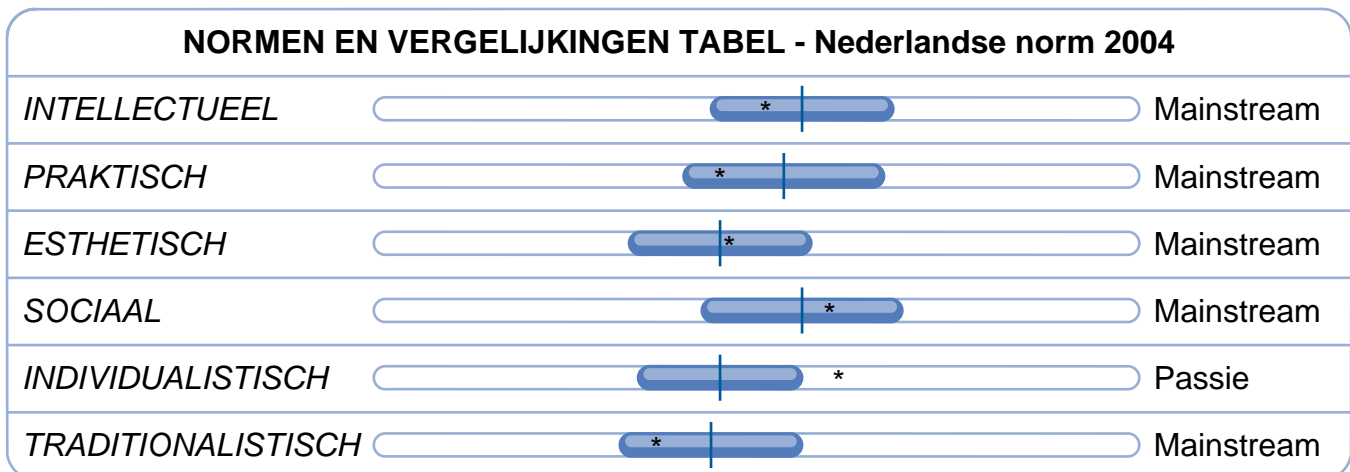 NORMEN EN VERGELIJKINGEN TABEL - Nederlandse norm 2004
INTELLECTUEEL * Mainstream
PRAKTISCH * Mainstream
ESTHETISCH * Mainstream
SOCIAAL * Mainstream
INDIVIDUALISTISCH * Passie
TRADITIONALISTISCH * Mainstream